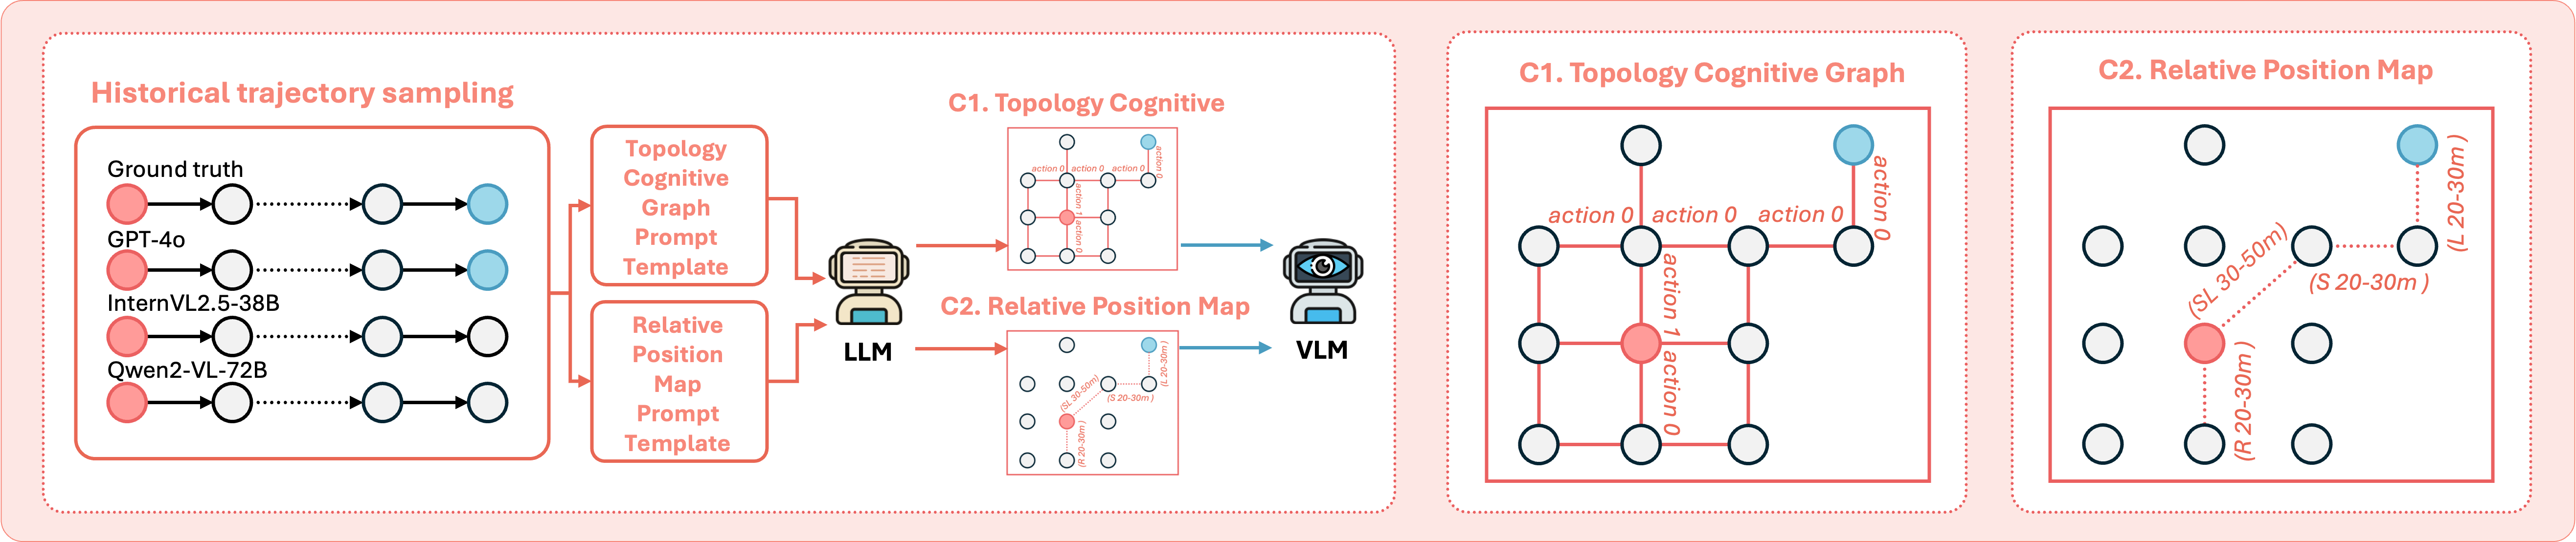 Historical trajectory sampling
Ground truth
GPT-4o
InternVL2.5-38B
Qwen2-VL-72B
Topology
Cognitive
Graph
Prompt
Template
Relative
Position
Map
Prompt
Template
LLM
C1. Topology Cognitive
action 0 action 0 action 0
action 0
action 1
action 0
C2. Relative Position Map
(L 20-30m )
(SL 30-50m)
(S 20-30m )
(R 20-30m )
VLM
C1. Topology Cognitive Graph
action 0 action 0 action 0
action 0
action 1
action 0
C2. Relative Position Map
(L 20-30m )
(SL 30-50m)
(S 20-30m )
(R 20-30m )